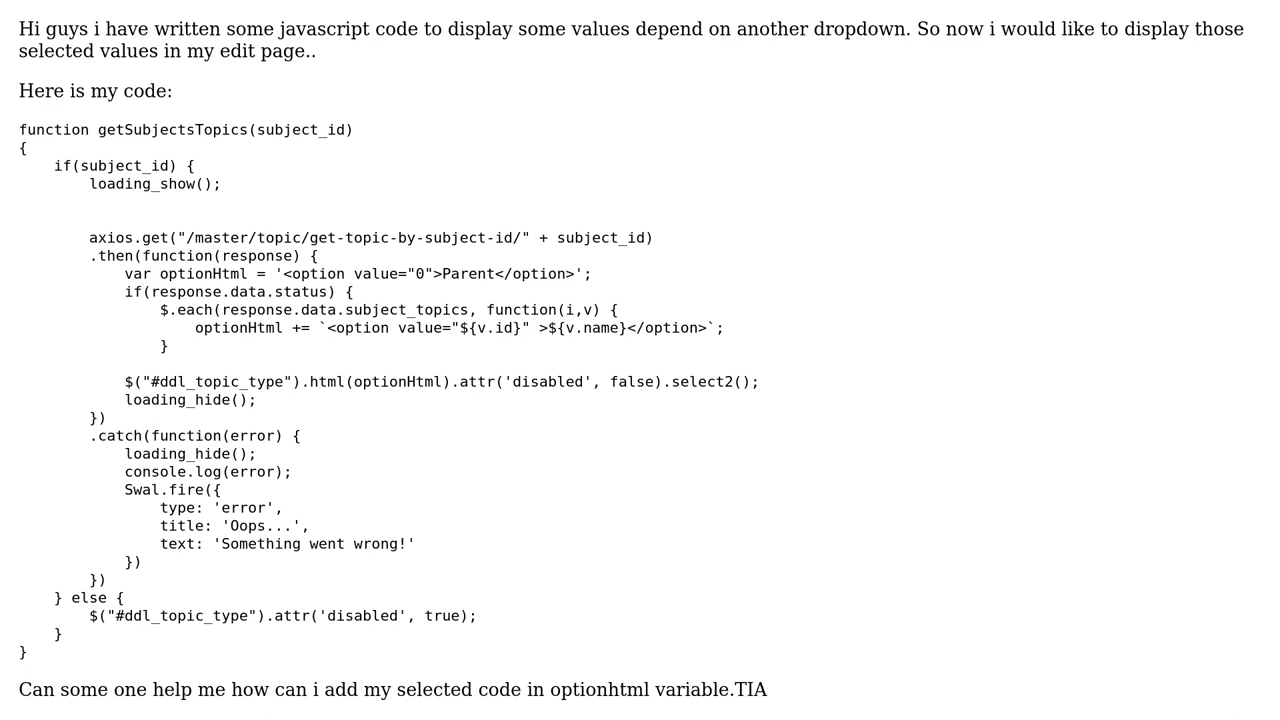 Hi guys i have written some javascript code to display some values depend on another dropdown. So now i would like to display those
selected values in my edit page..
Here is my code:
function getSubjectsTopics(subject_id)
{
    if(subject_id) {
        loading_show();
        axios.get("/master/topic/get-topic-by-subject-id/" + subject_id)
        .then(function(response) {
            var optionHtml = '<option value="0">Parent</option>';
            if(response.data.status) {
                $.each(response.data.subject_topics, function(i,v) {
                    optionHtml += `<option value="${v.id}" >${v.name}</option>`;
                }
            $("#ddl_topic_type").html(optionHtml).attr('disabled', false).select2();
            loading_hide();
        })
        .catch(function(error) {
            loading_hide();
            console.log(error);
            Swal.fire({
                type: 'error',
                title: 'Oops...',
                text: 'Something went wrong!'
            })
        })
    } else {
        $("#ddl_topic_type").attr('disabled', true);
    }
}
Can some one help me how can i add my selected code in optionhtml variable.TIA